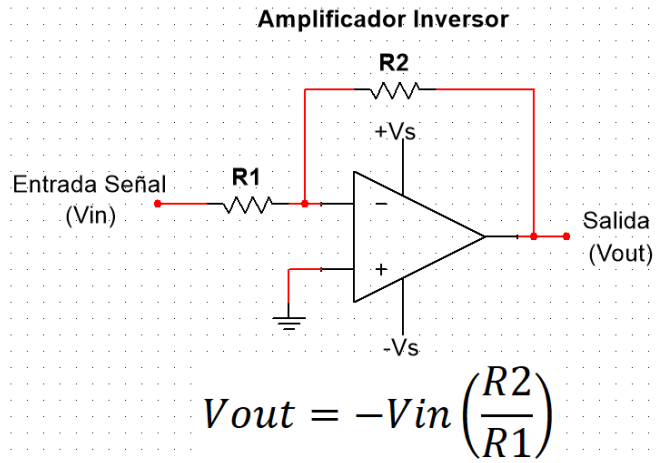 Amplificador Inversor
R2
+Vs
Entrada Señal
(Vin)
R1
−
+
Salida
(Vout)
-Vs
Vout = −Vin (R2/R1)